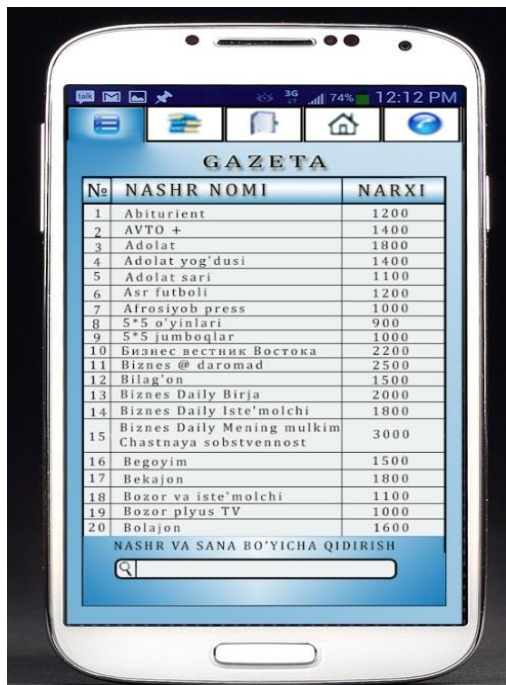 talk 3G 74% 12:12 PM
GAZETA
№ NASHR NOMI NARXI
1 Abiturient 1200
2 AVTO + 1400
3 Adolat 1800
4 Adolat yog'dusi 1400
5 Adolat sari 1100
6 Asr futboli 1200
7 Afrosiyob press 1000
8 5*5 o'yinlari 900
9 5*5 jumboqlar 1000
10 Бизнес вестник Востока 2200
11 Biznes @ daromad 2500
12 Bilag'on 1500
13 Biznes Daily Birja 2000
14 Biznes Daily Iste'molchi 1800
15 Biznes Daily Mening mulkim 3000
Chastnaya sobstvennost
16 Begoyim 1500
17 Bekajon 1800
18 Bozor va iste'molchi 1100
19 Bozor plyus TV 1000
20 Bolajon 1600
NASHR VA SANA BO'YICHA QIDIRISH